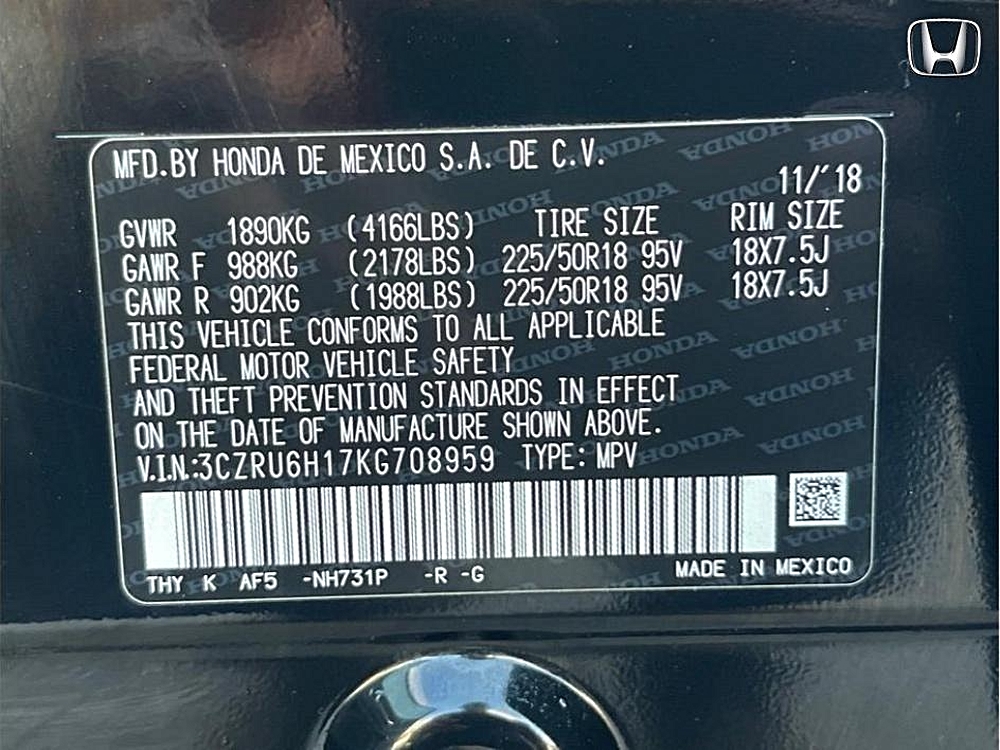 MFD.BY HONDA DE MEXICO S.A. DE C.V.
11/'18
GVWR 1890KG (4166LBS) TIRE SIZE RIM SIZE
GAWR F 988KG (2178LBS) 225/50R18 95V 18X7.5J
GAWR R 902KG (1988LBS) 225/50R18 95V 18X7.5J
THIS VEHICLE CONFORMS TO ALL APPLICABLE
FEDERAL MOTOR VEHICLE SAFETY
AND THEFT PREVENTION STANDARDS IN EFFECT
ON THE DATE OF MANUFACTURE SHOWN ABOVE.
V.I.N.:3CZRU6H17KG708959 TYPE: MPV
THY K AF5 -NH731P -R -G MADE IN MEXICO